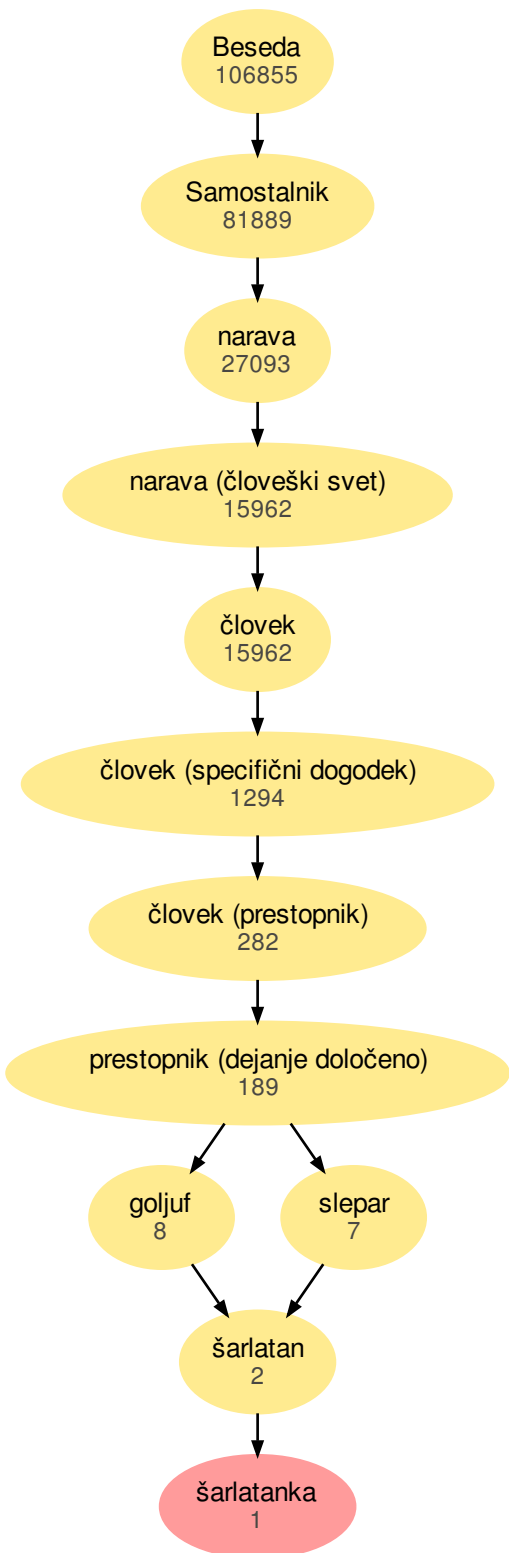 Beseda
106855
Samostalnik
81889
narava
27093
narava (človeški svet)
15962
človek
15962
človek (specifični dogodek)
1294
človek (prestopnik)
282
prestopnik (dejanje določeno)
189
goljuf
8
slepar
7
šarlatan
2
šarlatanka
1